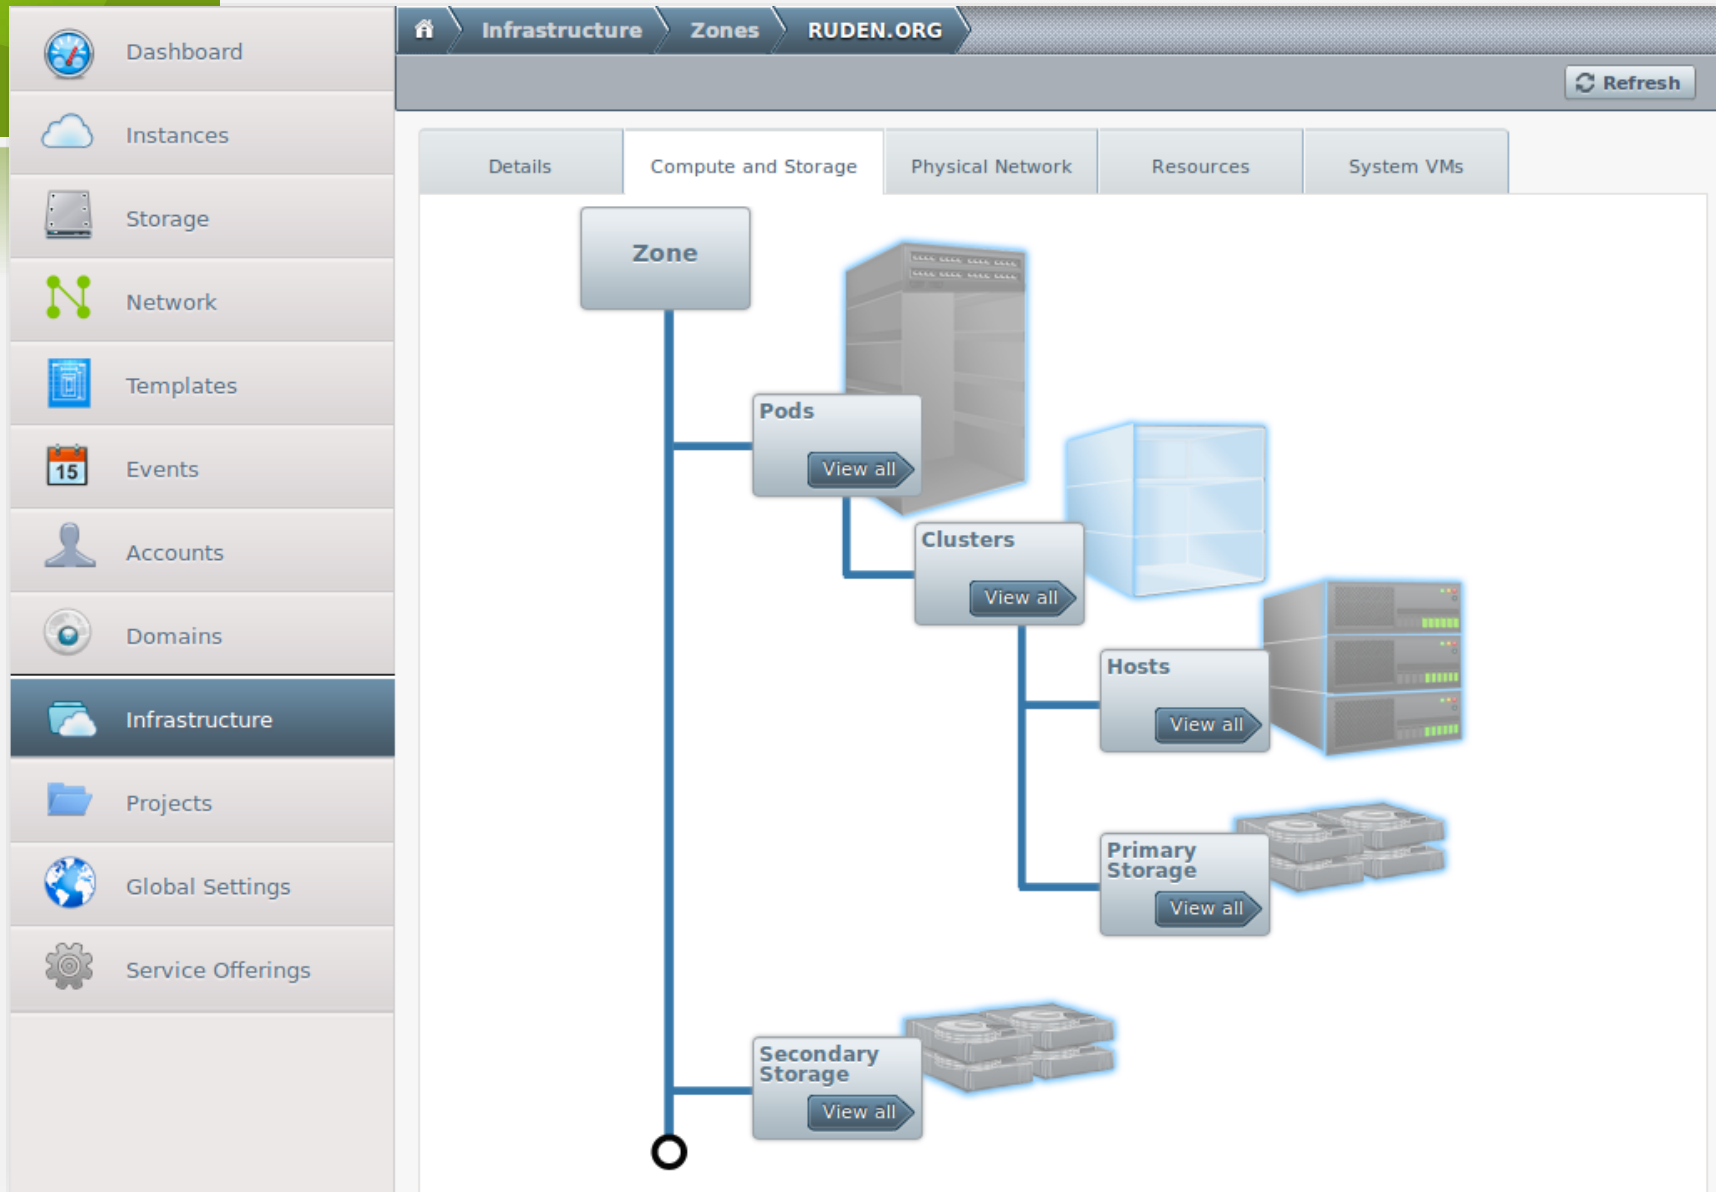 Dashboard
Instances
Storage
Network
Templates
15
Events
Accounts
Domains
Infrastructure
Projects
Global Settings
Service Offerings
Infrastructure
Zones
RUDEN.ORG
Refresh
Details
Compute and Storage
Physical Network
Resources
System VMs
Zone
Pods
View all
Clusters
View all
Hosts
View all
Primary
Storage
View all
Secondary
Storage
View all